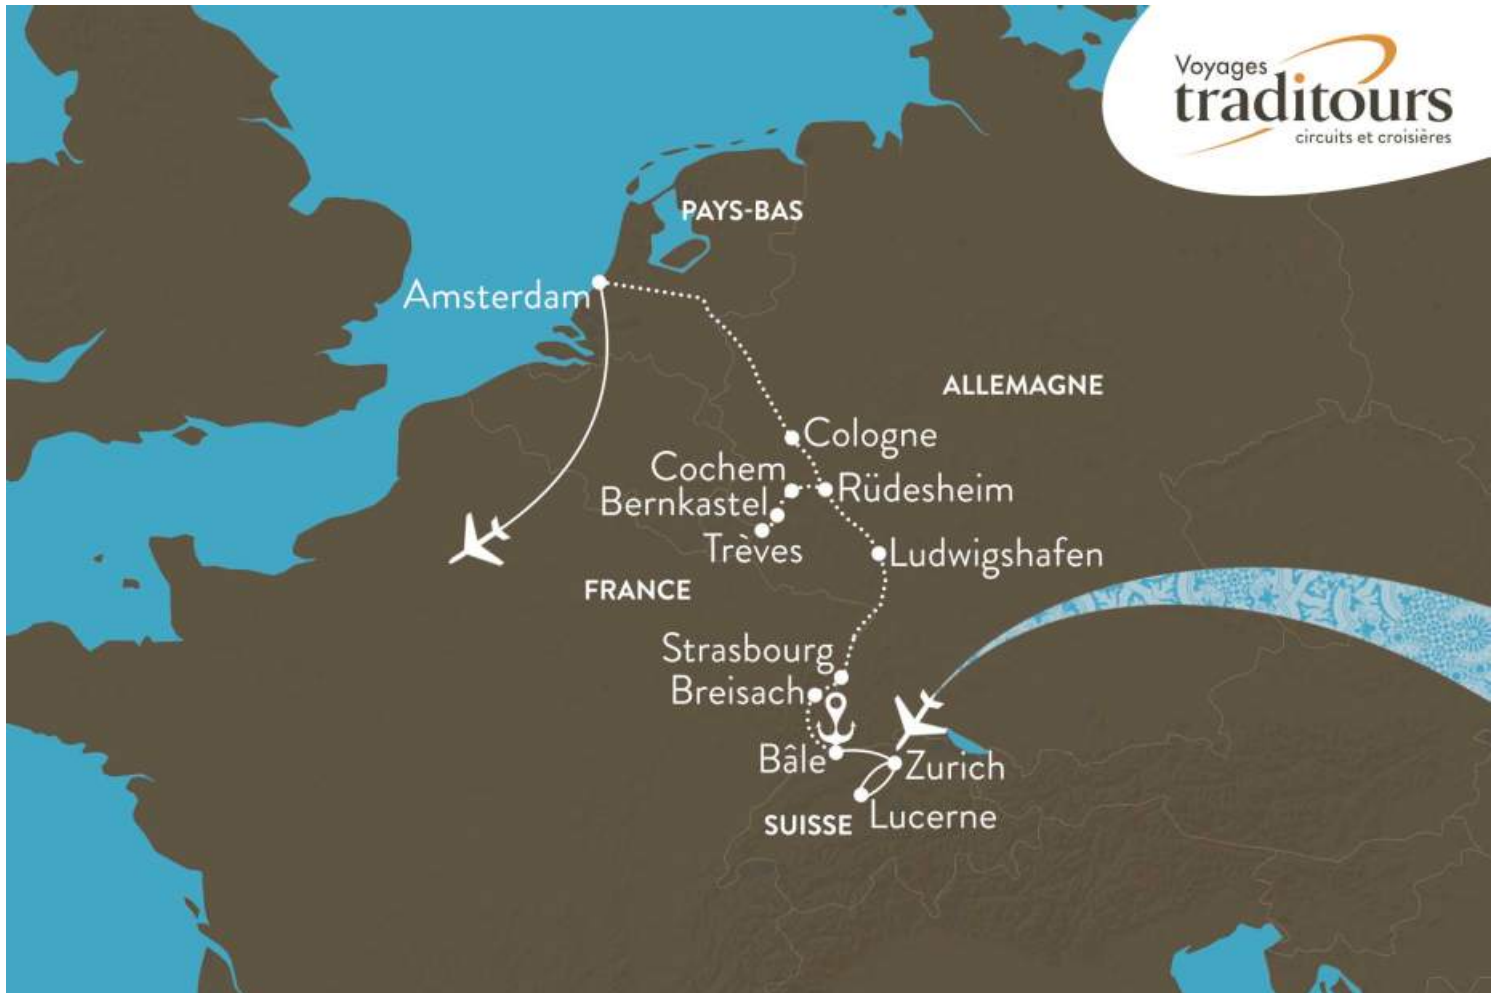 Voyages
traditours
circuits et croisières
PAYS-BAS
Amsterdam
ALLEMAGNE
Cologne
Cochem
Rüdesheim
Bernkastel
Trèves
Ludwigshafen
FRANCE
Strasbourg
Breisach
Bâle
Zurich
Lucerne
SUISSE